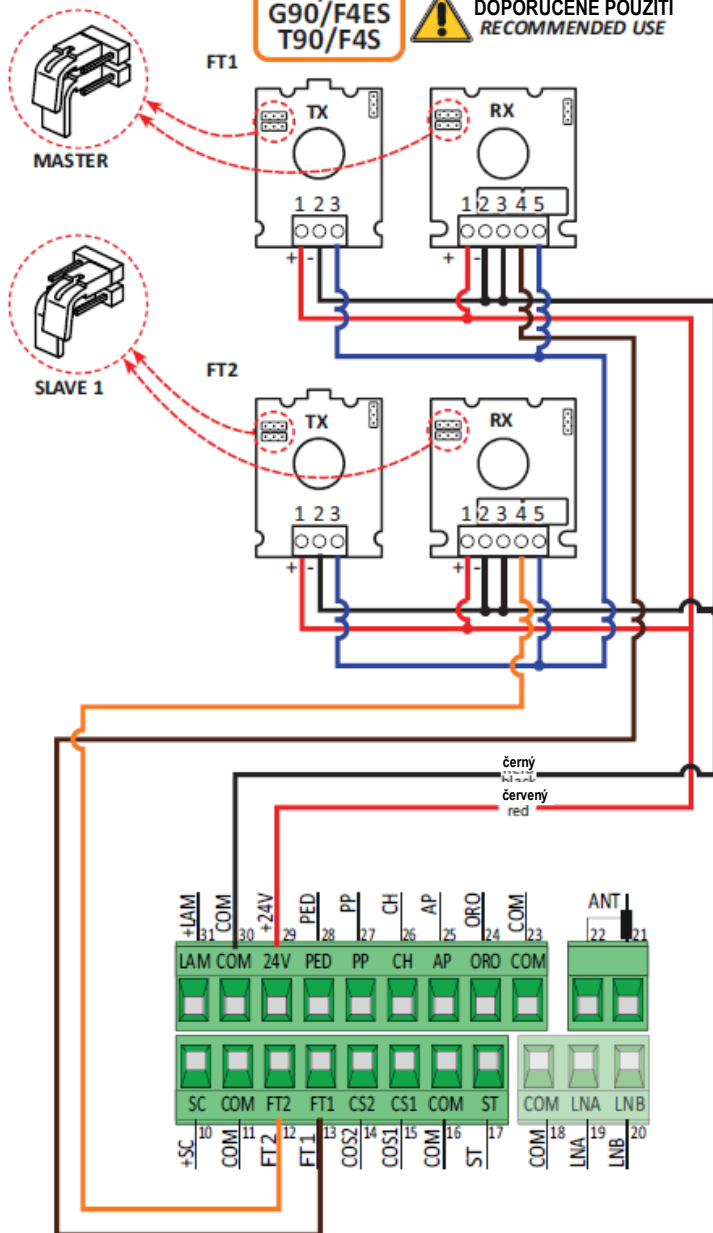 G90/F4ES
T90/F4S
DOPORUČENÉ POUŽITÍ
RECOMMENDED USE
FT1
MASTER
TX
1 2 3
+ -
RX
1 2 3 4 5
+ -
FT2
SLAVE 1
TX
1 2 3
+ -
RX
1 2 3 4 5
+ -
černý
black
červený
red
+LAM 31
COM 30
+24V 29
PED 28
PP 27
CH 26
AP 25
ORO 24
COM 23
ANT
22
21
LAM COM 24V PED PP CH AP ORO COM
SC COM FT2 FT1 CS2 CS1 COM ST
COM LNA LNB
+SC 10
COM 11
FT2 12
FT1 13
COS2 14
COS1 15
COM 16
ST 17
COM 18
LNA 19
LNB 20